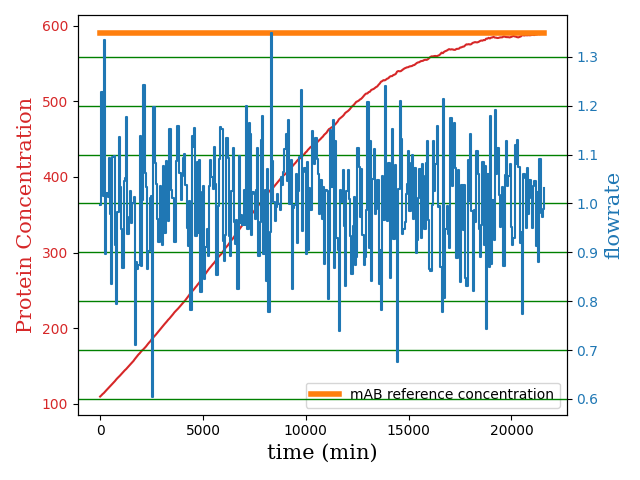 600
500
400
300
200
100
Protein Concentration
1.3
1.2
1.1
1.0
0.9
0.8
0.7
0.6
flowrate
mAB reference concentration
0 5000 10000 15000 20000
time (min)